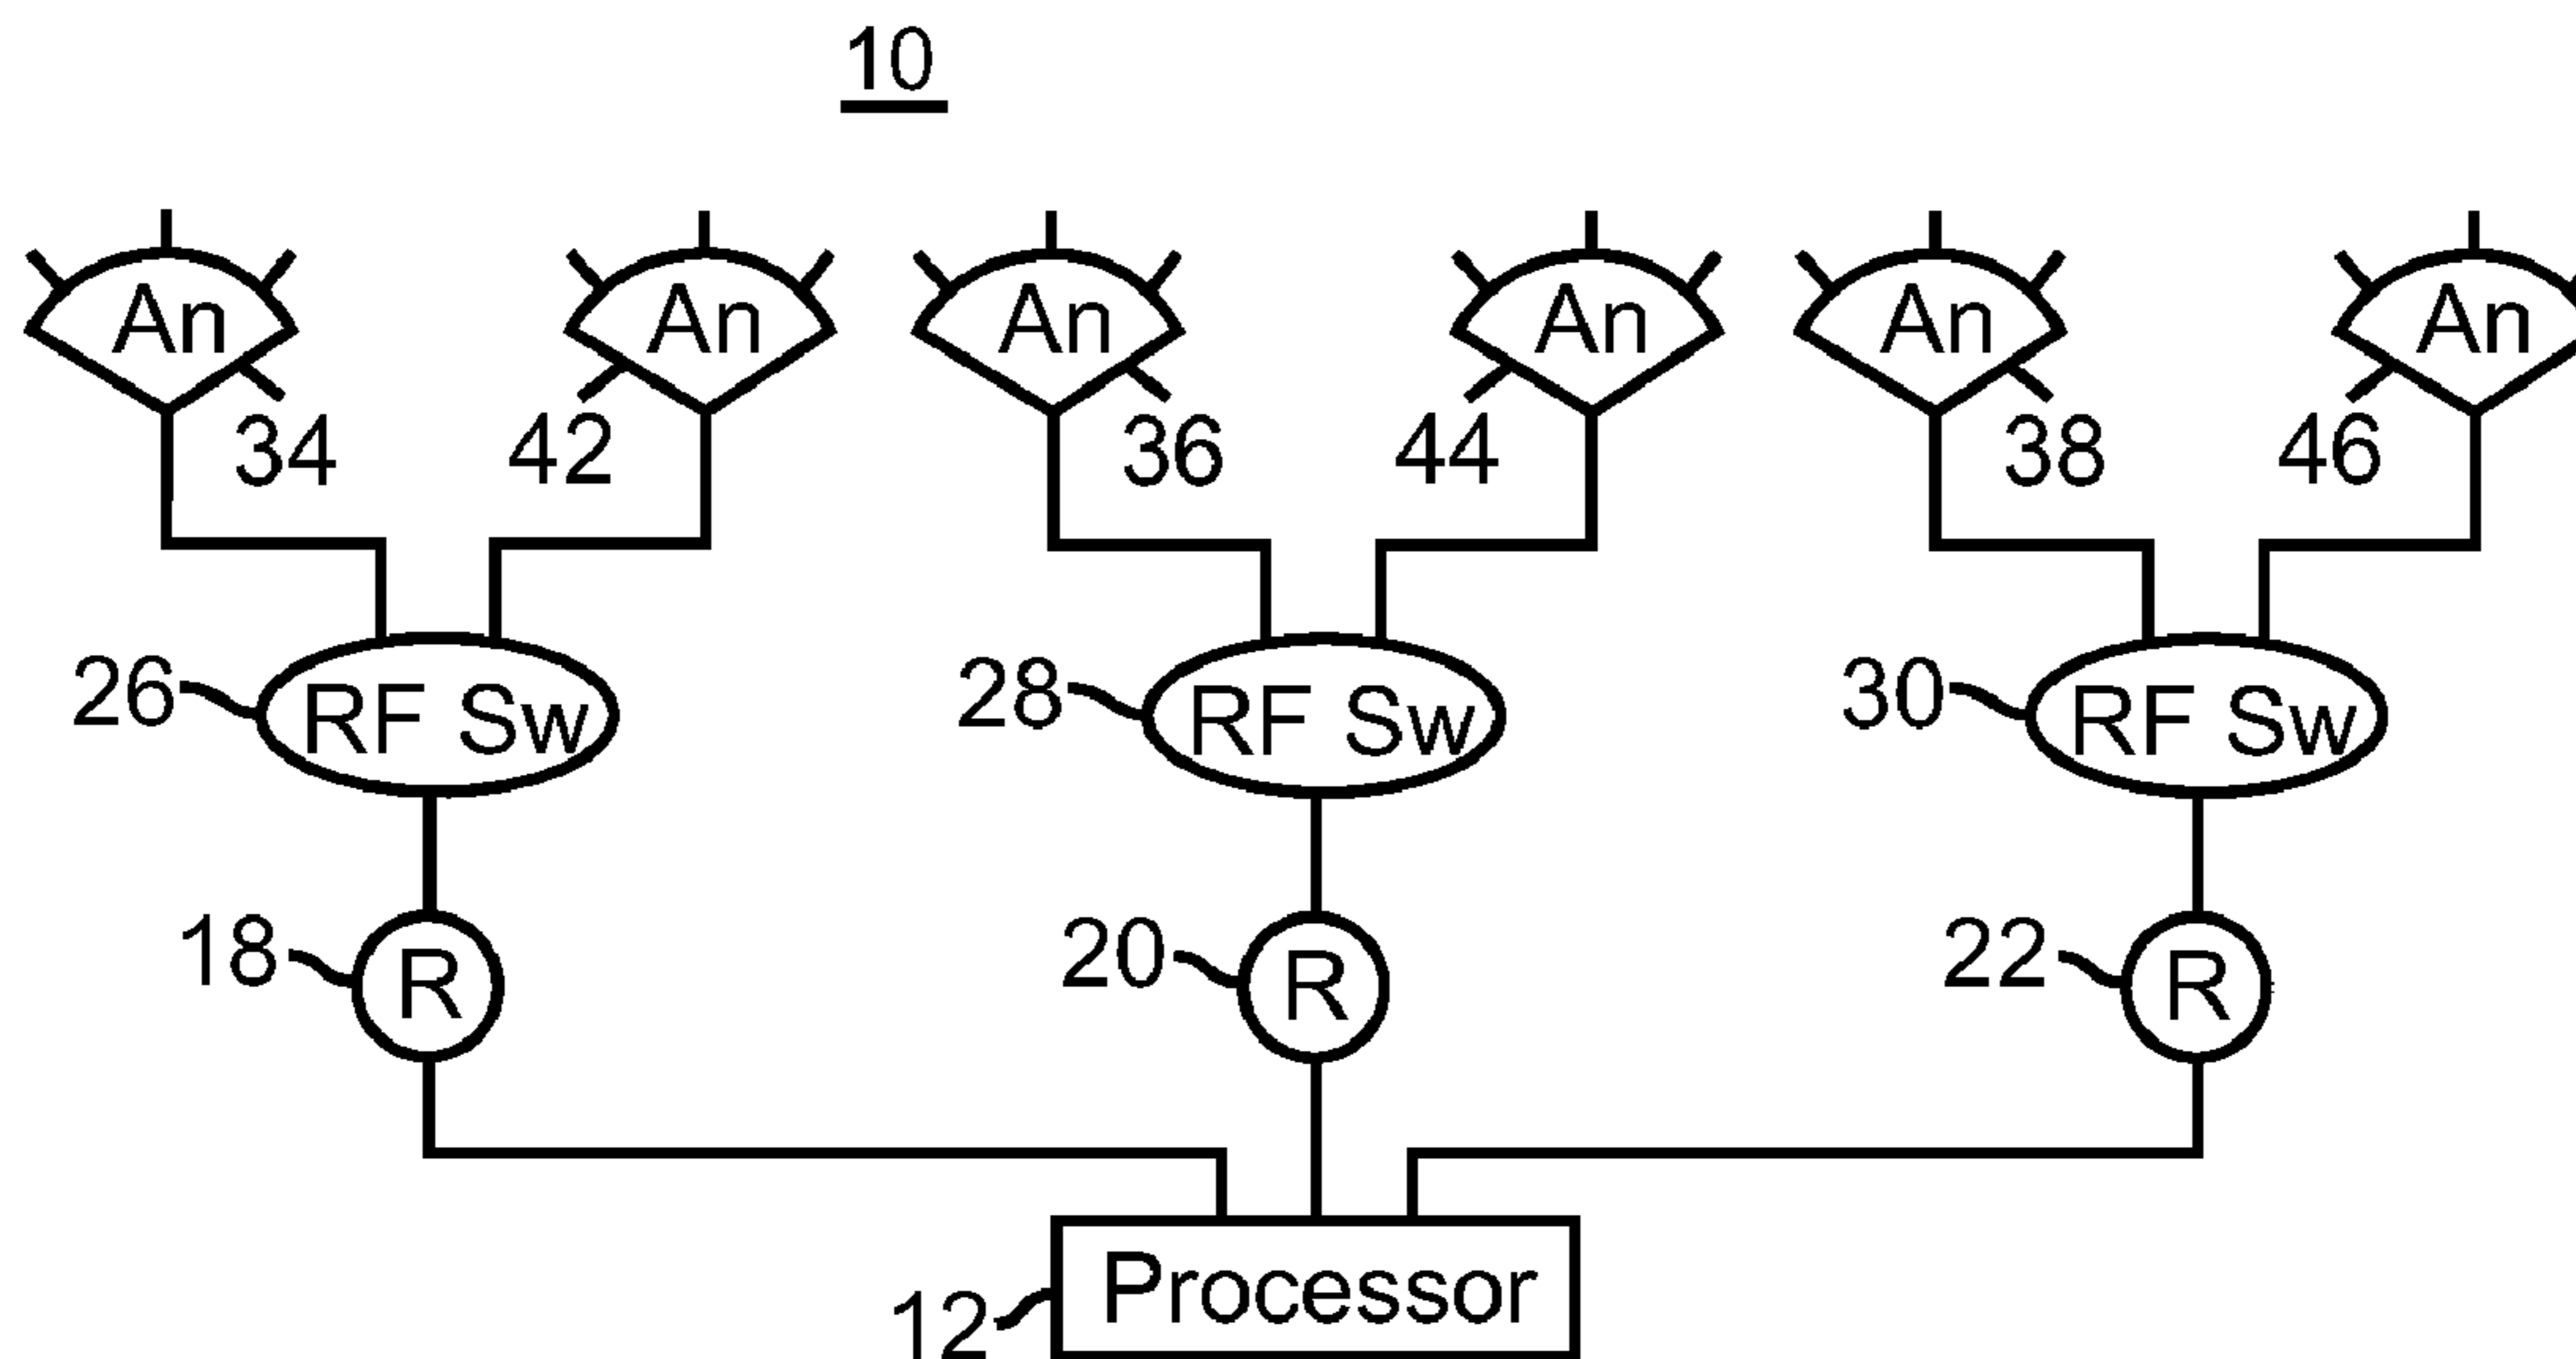 10
An An An An An An
34 42 36 44 38 46
26 RF Sw 28 RF Sw 30 RF Sw
18 R 20 R 22 R
12 Processor